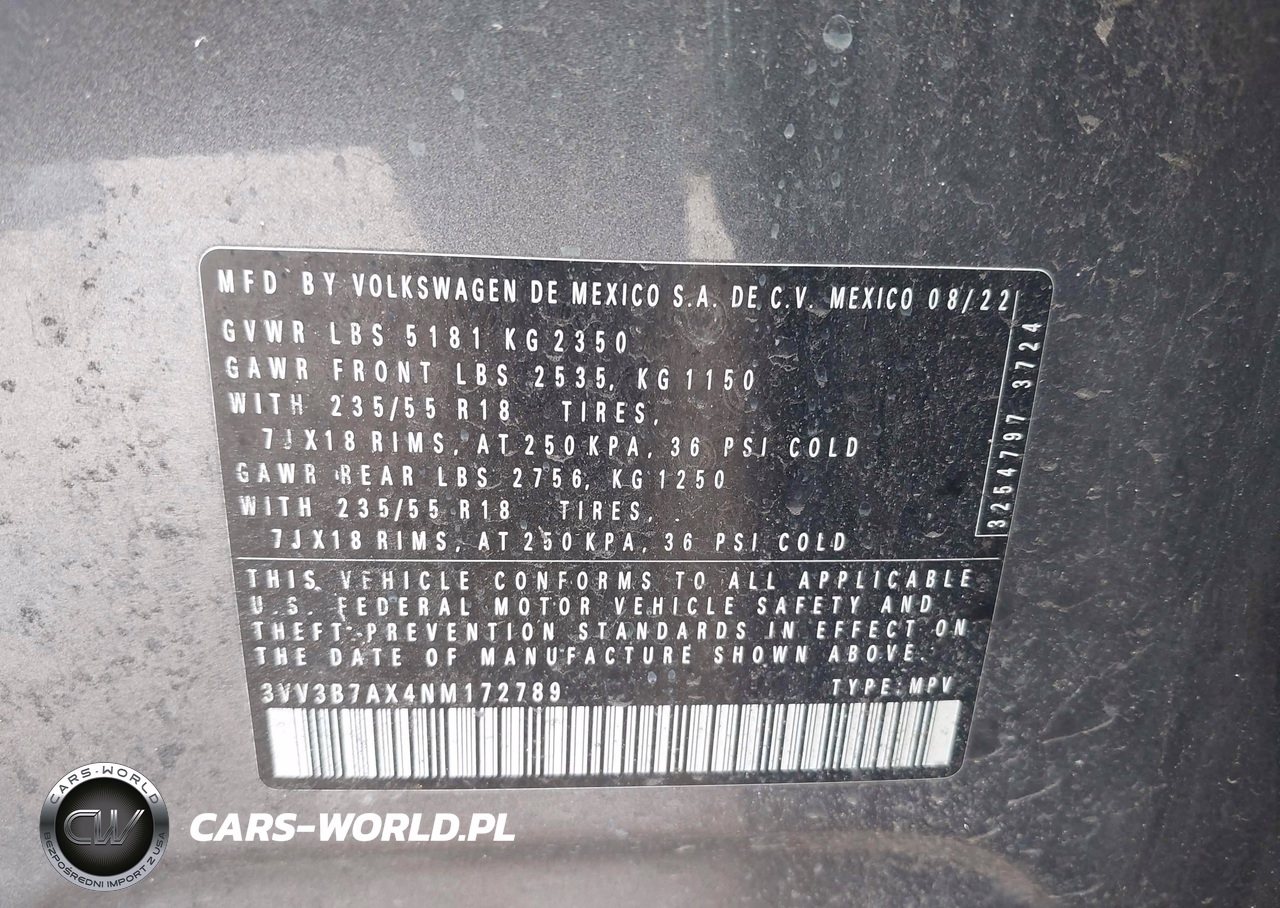 MFD BY VOLKSWAGEN DE MEXICO S.A. DE C.V. MEXICO 08/22
GVWR LBS 5181 KG 2350
GAWR FRONT LBS 2535, KG 1150
WITH 235/55 R18 TIRES,
7JX18 RIMS, AT 250 KPA, 36 PSI COLD
GAWR REAR LBS 2756, KG 1250
WITH 235/55 R18 TIRES,
7JX18 RIMS, AT 250 KPA, 36 PSI COLD
3254797 3724
THIS VEHICLE CONFORMS TO ALL APPLICABLE
U.S. FEDERAL MOTOR VEHICLE SAFETY AND
THEFT-PREVENTION STANDARDS IN EFFECT ON
THE DATE OF MANUFACTURE SHOWN ABOVE.
3VV3B7AX4NM172789 TYPE: MPV
CARS-WORLD
CW
BEZPOŚREDNI IMPORT Z USA
CARS-WORLD.PL